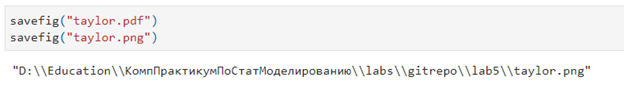 savefig("taylor.pdf")
savefig("taylor.png")
"D:\\Education\\КомпПрактикумПоСтатМоделированию\\labs\\gitrepo\\lab5\\taylor.png"